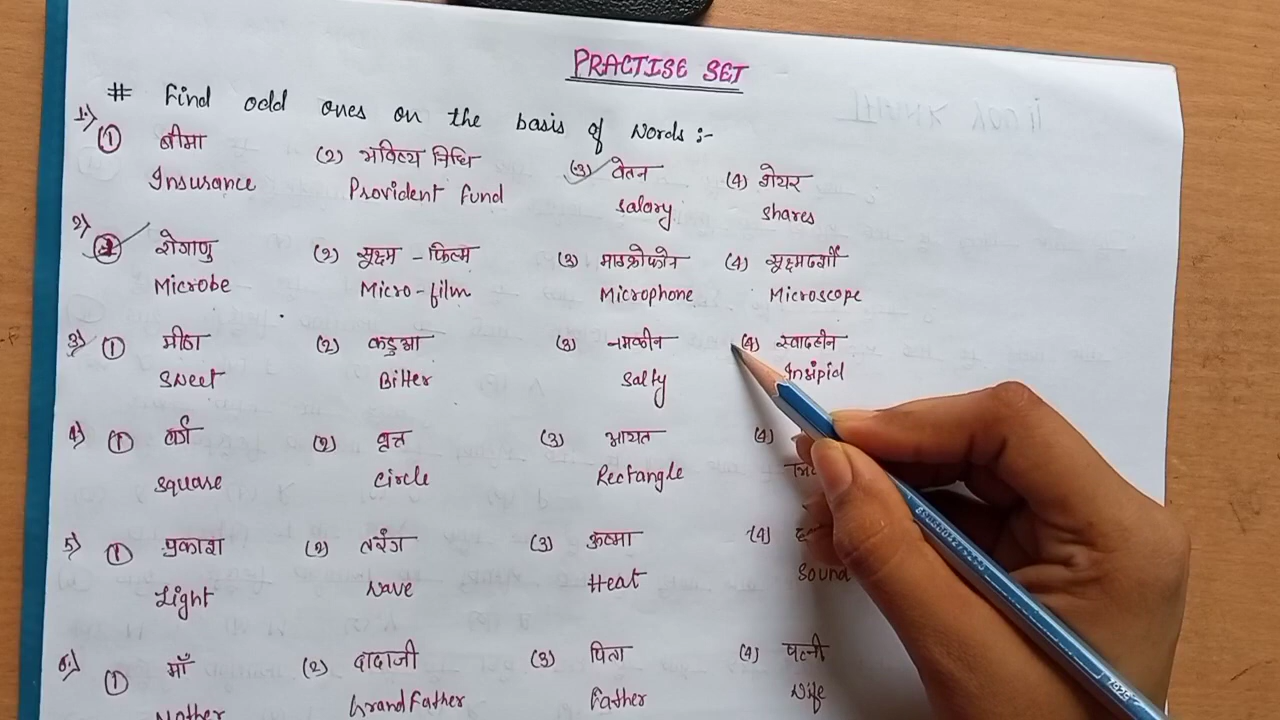 PRACTISE SET
# Find odd ones on the basis of Words :-
1.) (1) बीमा (2) भविष्य निधि (3) वेतन (4) शेयर
Insurance Provident fund Salary Shares
2) रोगाणु (2) सूक्ष्म - फिल्म (3) माइक्रोफोन (4) सूक्ष्मदर्शी
Microbe Micro-film Microphone Microscope
3) (1) मीठा (2) कड़ुआ (3) नमकीन (4) स्वादहीन
Sweet Bitter Salty Insipid
4) (1) वर्ग (2) वृत्त (3) आयत (4)
Square Circle Rectangle
5) (1) प्रकाश (2) तरंग (3) ऊष्मा (4)
Light Wave Heat Sound
6.) (1) माँ (2) दादाजी (3) पिता (4) पत्नी
Mother GrandFather Father Wife